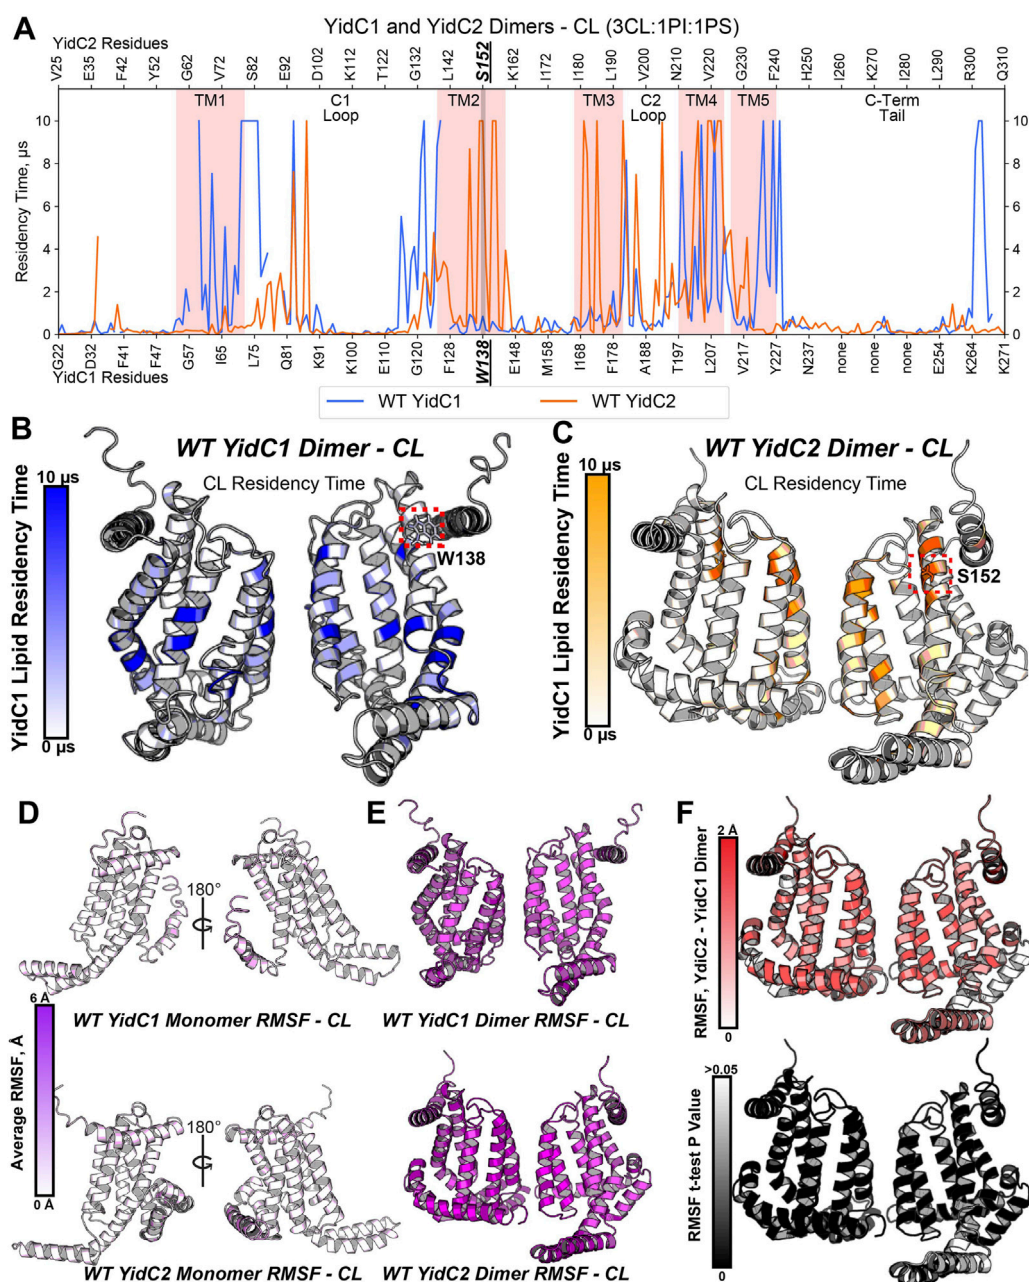 A
YidC1 and YidC2 Dimers - CL (3CL:1PI:1PS)
YidC2 Residues
V25 E35 F42 Y52 G62 V72 S82 E92 D102 K112 T122 G132 L142 S152 K162 I172 I180 L190 V200 N210 V220 G230 F240 H250 I260 K270 I280 L290 R300 Q310
TM1 C1 Loop TM2 TM3 C2 Loop TM4 TM5 C-Term Tail
Residency Time, µs
10 8 6 4 2 0
10 8 6 4 2 0
G22 D32 F41 F47 G57 I65 L75 Q81 K91 K100 E110 G120 F128 W138 E148 M158 I168 F178 A188 T197 L207 V217 Y227 N237 none none none E254 K264 K271
YidC1 Residues
WT YidC1 WT YidC2
B
WT YidC1 Dimer - CL
CL Residency Time
YidC1 Lipid Residency Time
10 µs
0 µs
W138
C
WT YidC2 Dimer - CL
CL Residency Time
YidC1 Lipid Residency Time
10 µs
0 µs
S152
D
180°
WT YidC1 Monomer RMSF - CL
Average RMSF, Å
6 Å
0 Å
180°
WT YidC2 Monomer RMSF - CL
E
WT YidC1 Dimer RMSF - CL
WT YidC2 Dimer RMSF - CL
F
RMSF, YdiC2 - YidC1 Dimer
2 Å
0
RMSF t-test P Value
>0.05
0